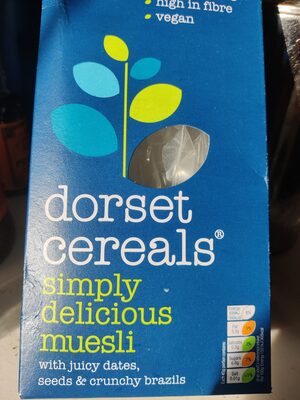 high in fibre
vegan
dorset
cereals®
simply
delicious
muesli
with juicy dates,
seeds & crunchy brazils